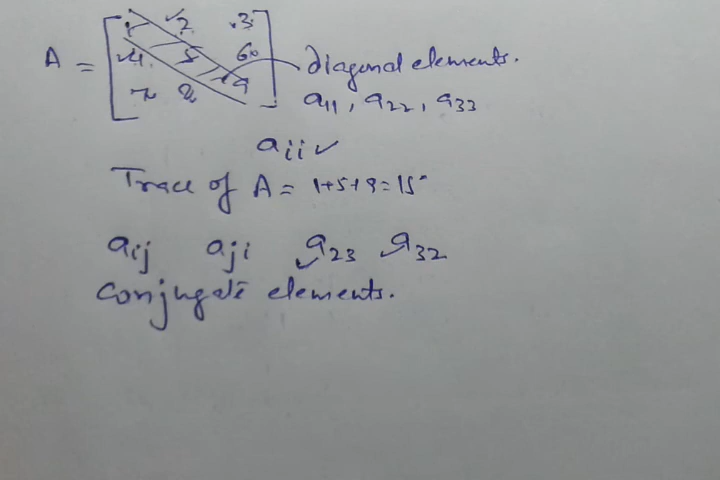 A = [1 2 3
4 5 6 diagonal elements.
7 8 9] a11, a22, a33
aii ✓
Trace of A = 1+5+9=15
aij aji a23 a32
Conjugate elements.